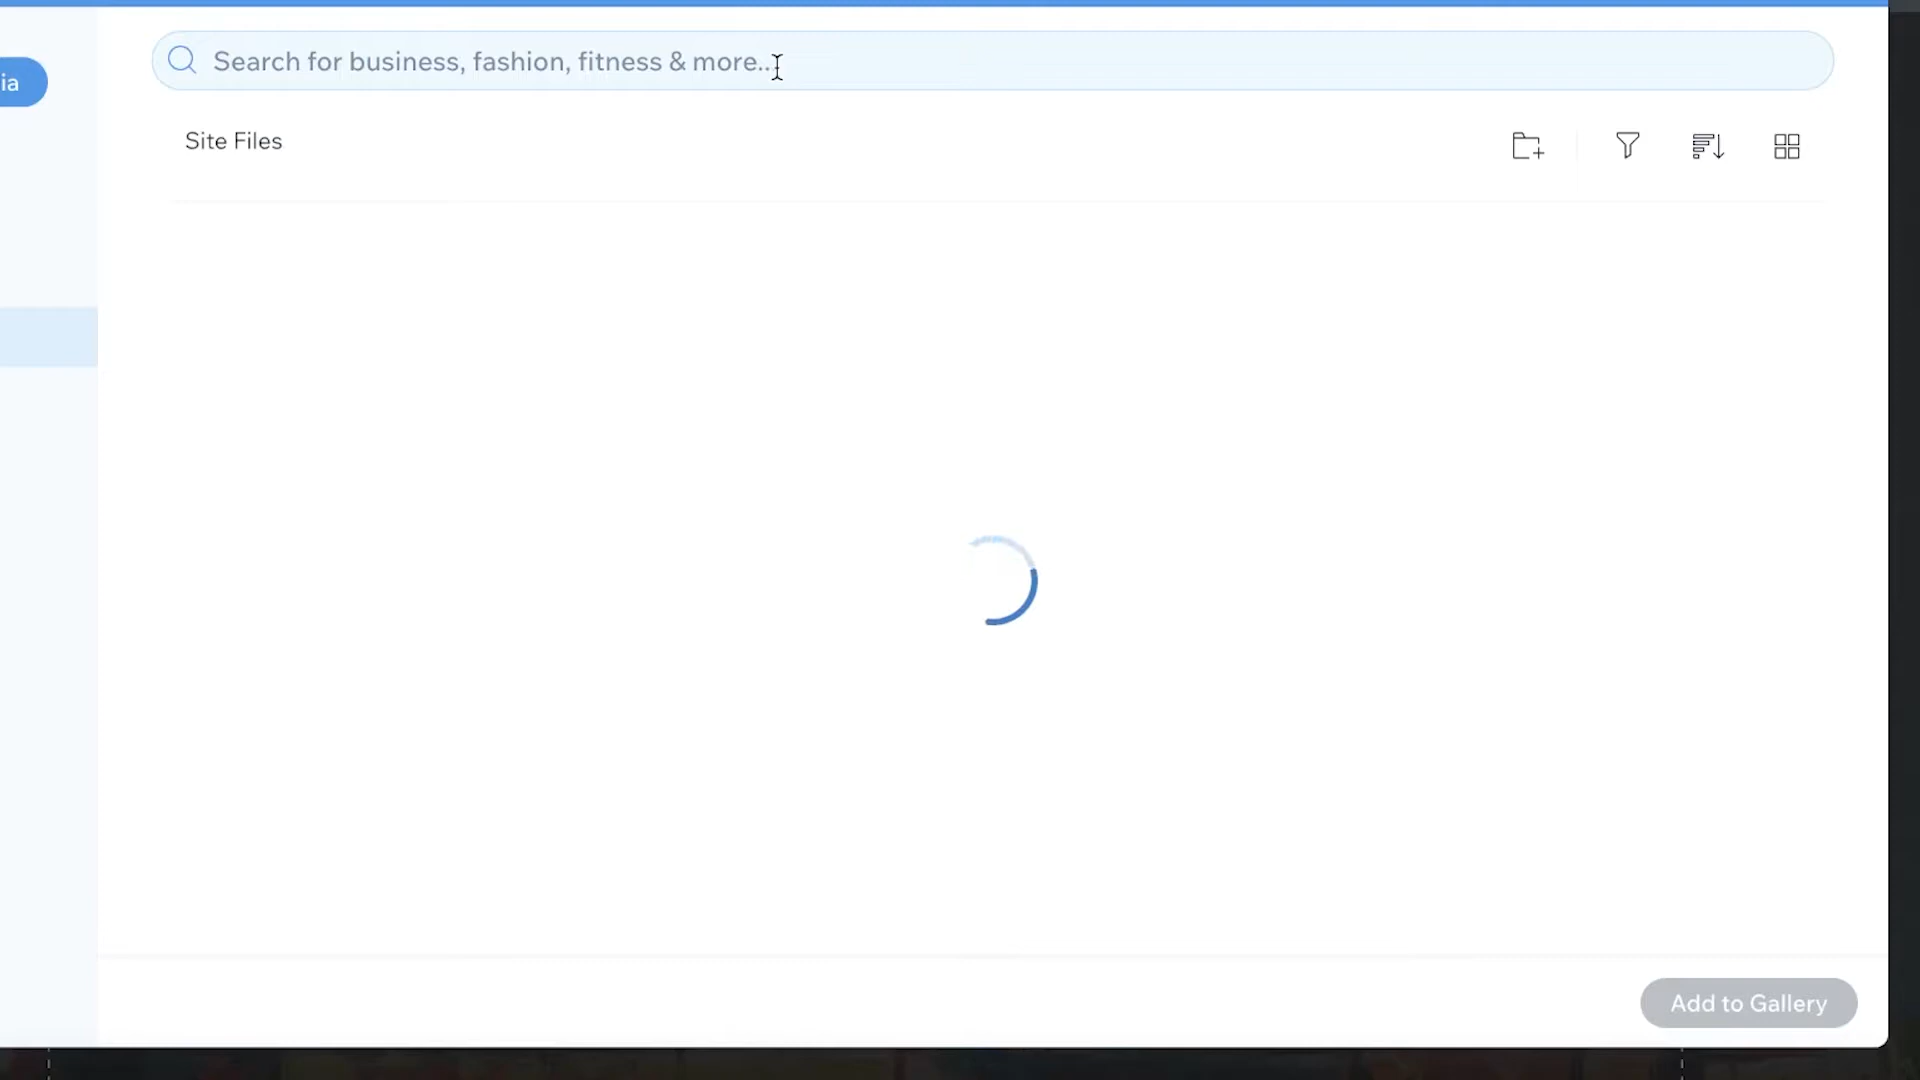 Search for business, fashion, fitness & more...
ia
Site Files
Add to Gallery